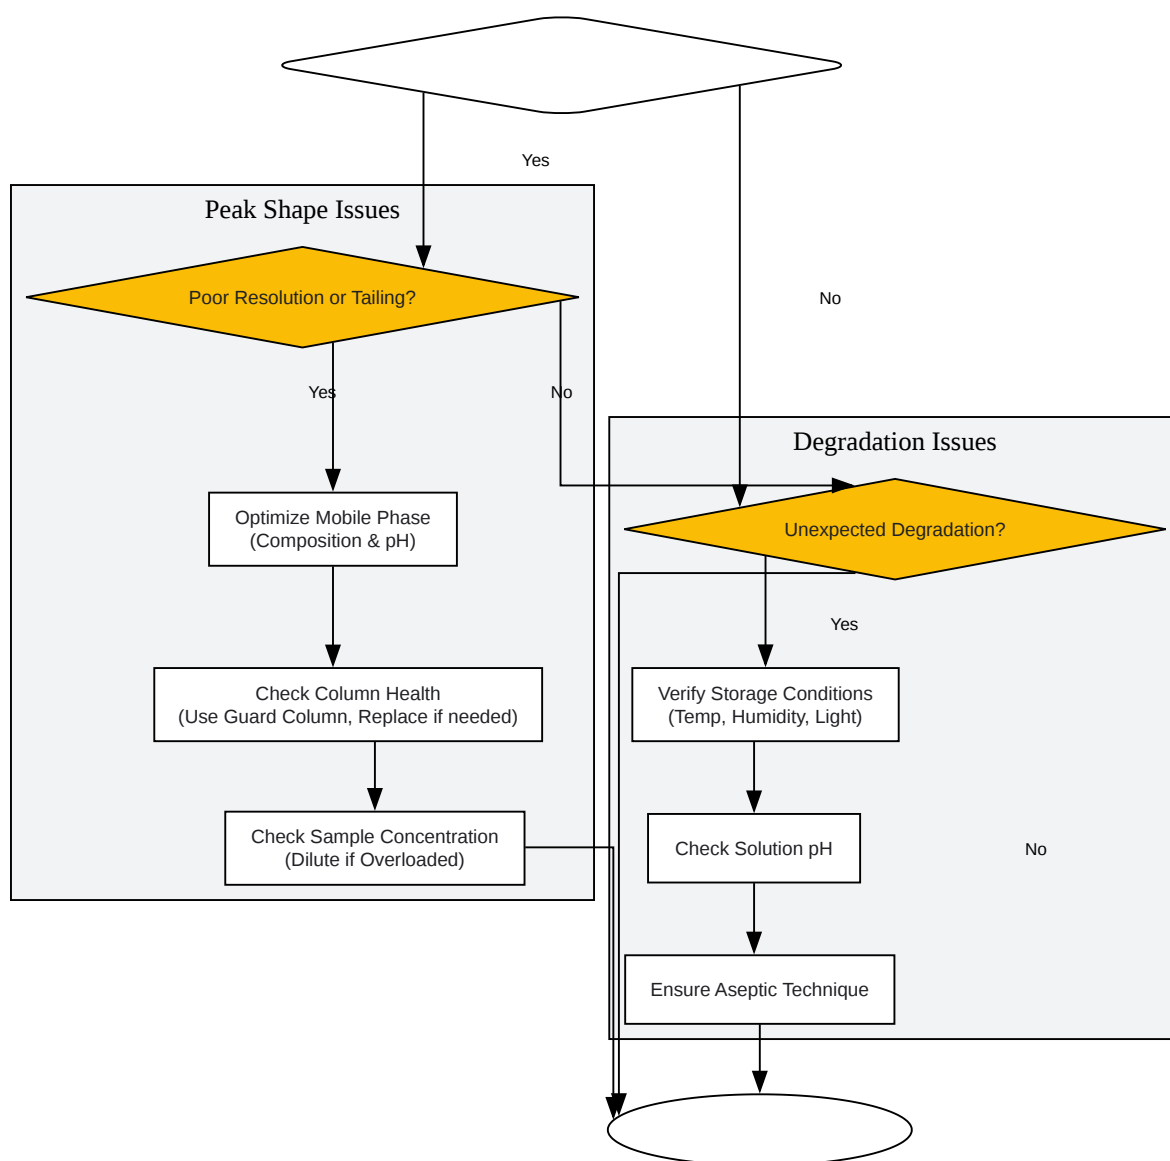 Yes
Peak Shape Issues
Poor Resolution or Tailing?
No
Yes
No
Degradation Issues
Optimize Mobile Phase
(Composition & pH)
Unexpected Degradation?
Yes
Check Column Health
(Use Guard Column, Replace if needed)
Verify Storage Conditions
(Temp, Humidity, Light)
Check Sample Concentration
(Dilute if Overloaded)
Check Solution pH
No
Ensure Aseptic Technique